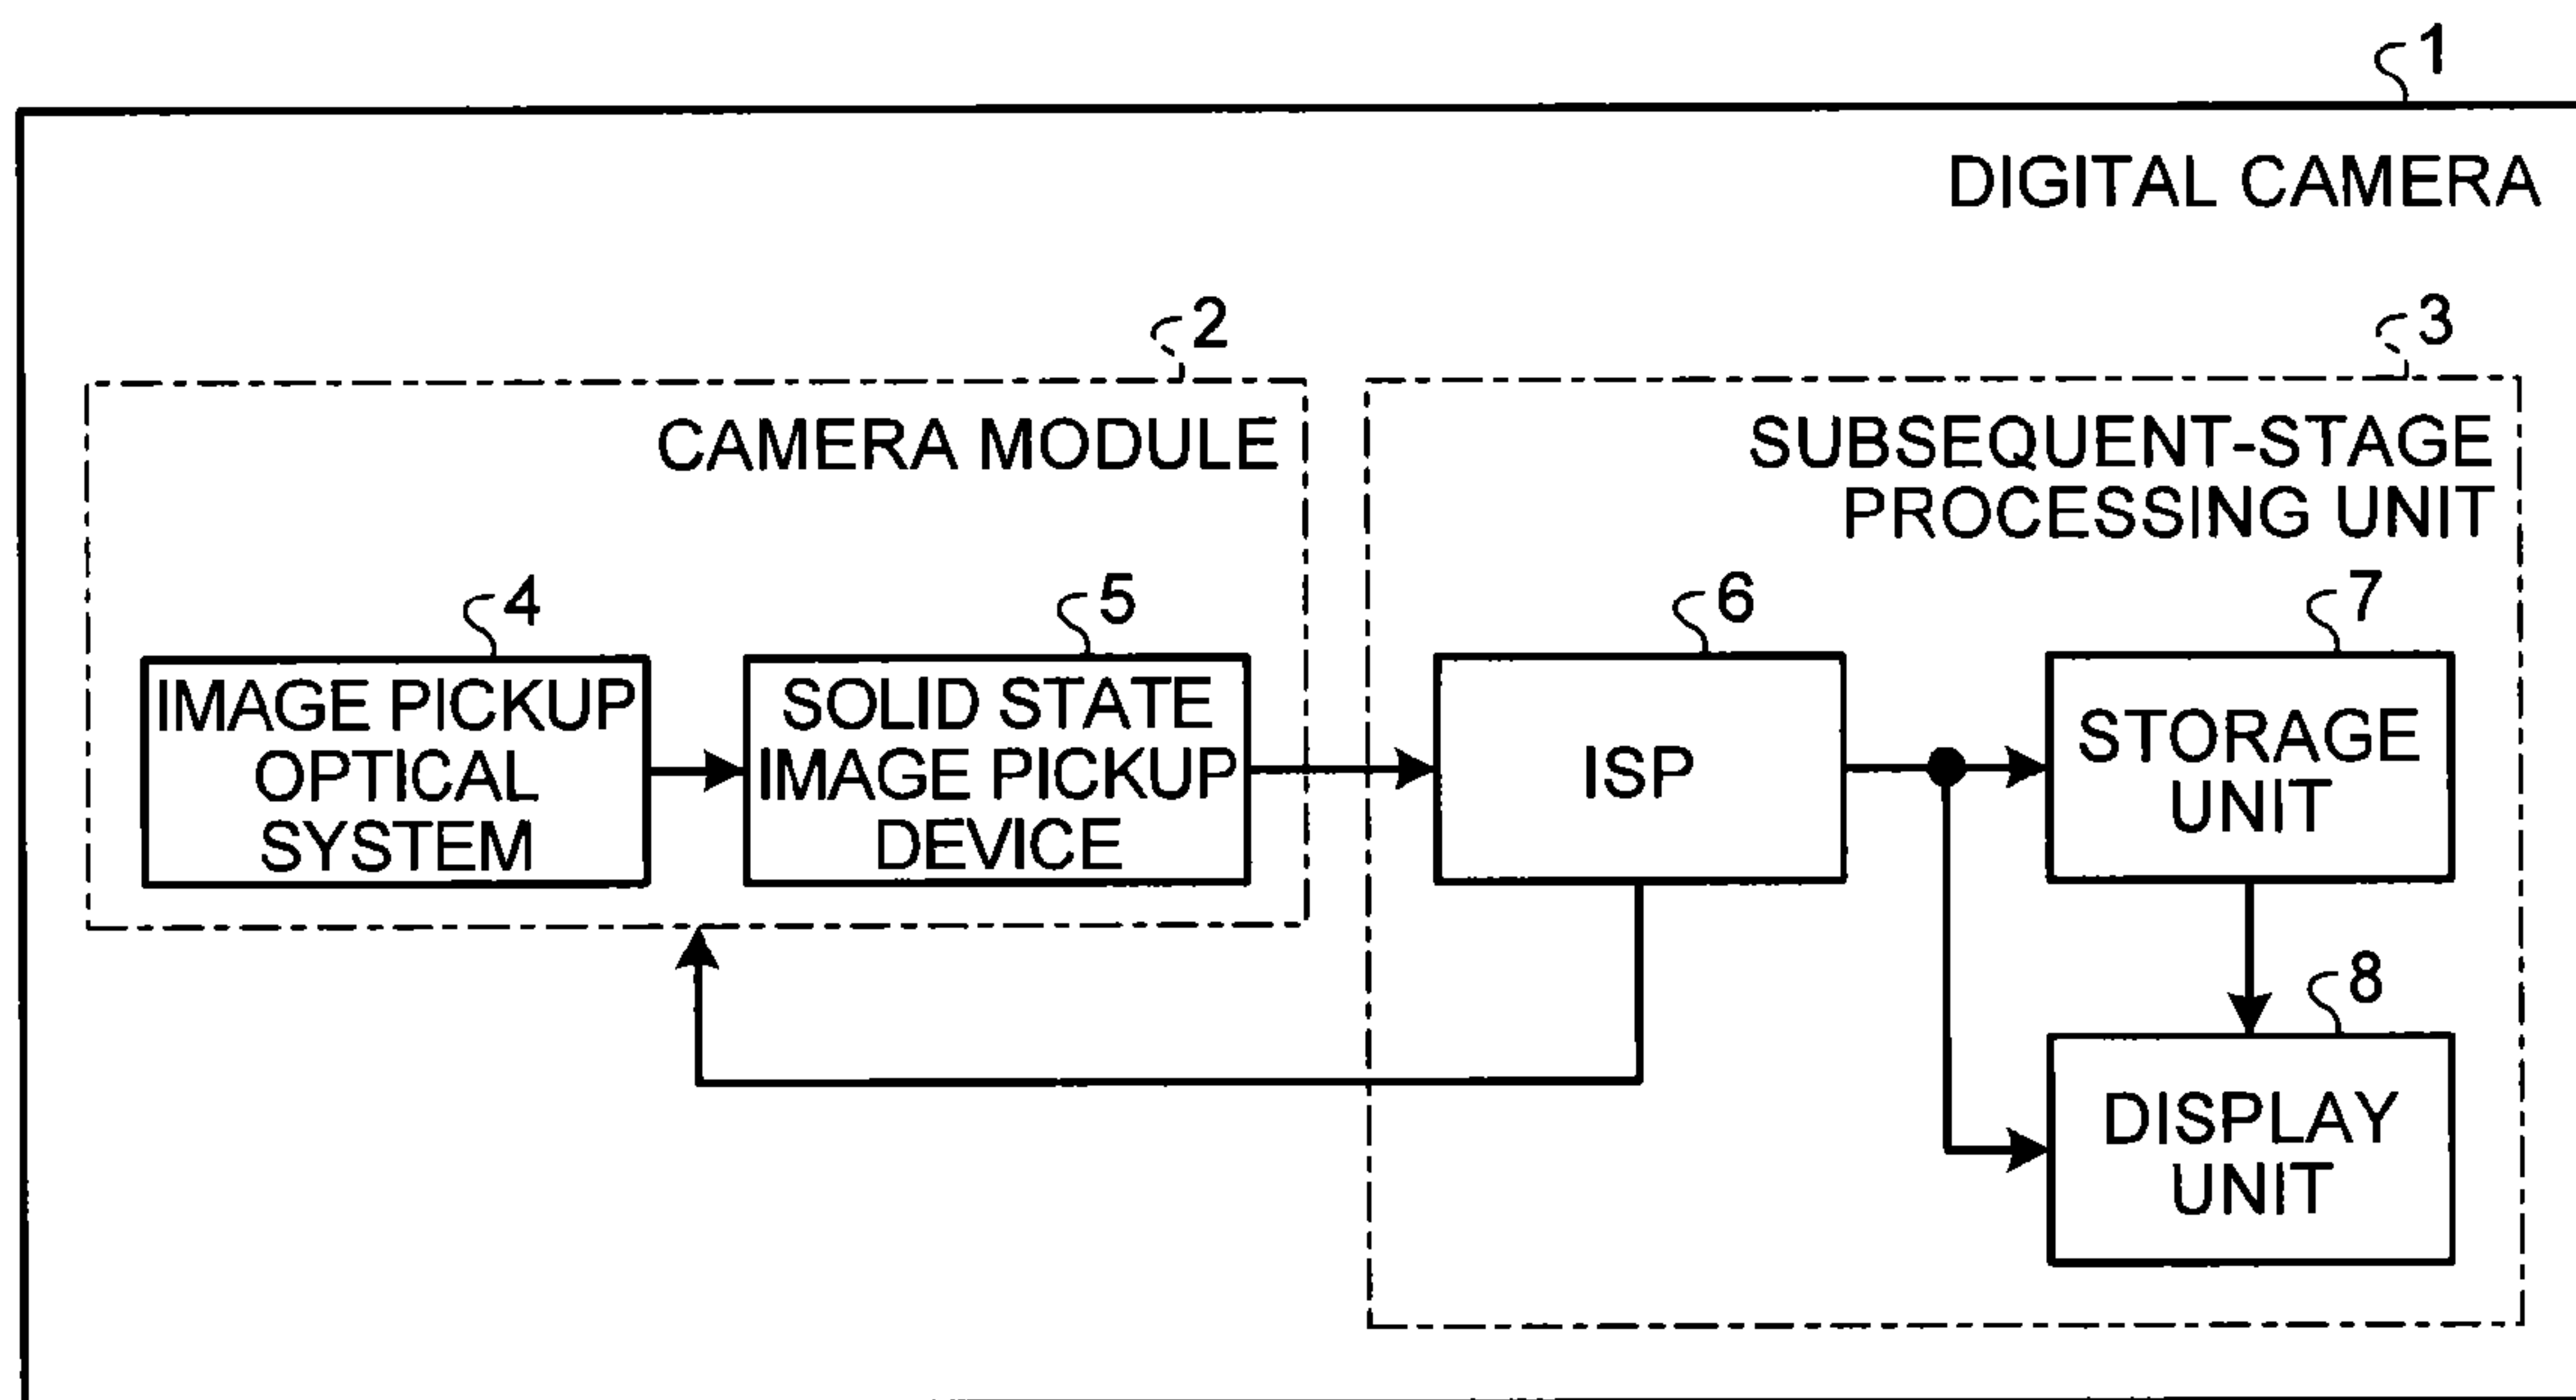 1
DIGITAL CAMERA
2
CAMERA MODULE
3
SUBSEQUENT-STAGE
PROCESSING UNIT
4
IMAGE PICKUP
OPTICAL
SYSTEM
5
SOLID STATE
IMAGE PICKUP
DEVICE
6
ISP
7
STORAGE
UNIT
8
DISPLAY
UNIT